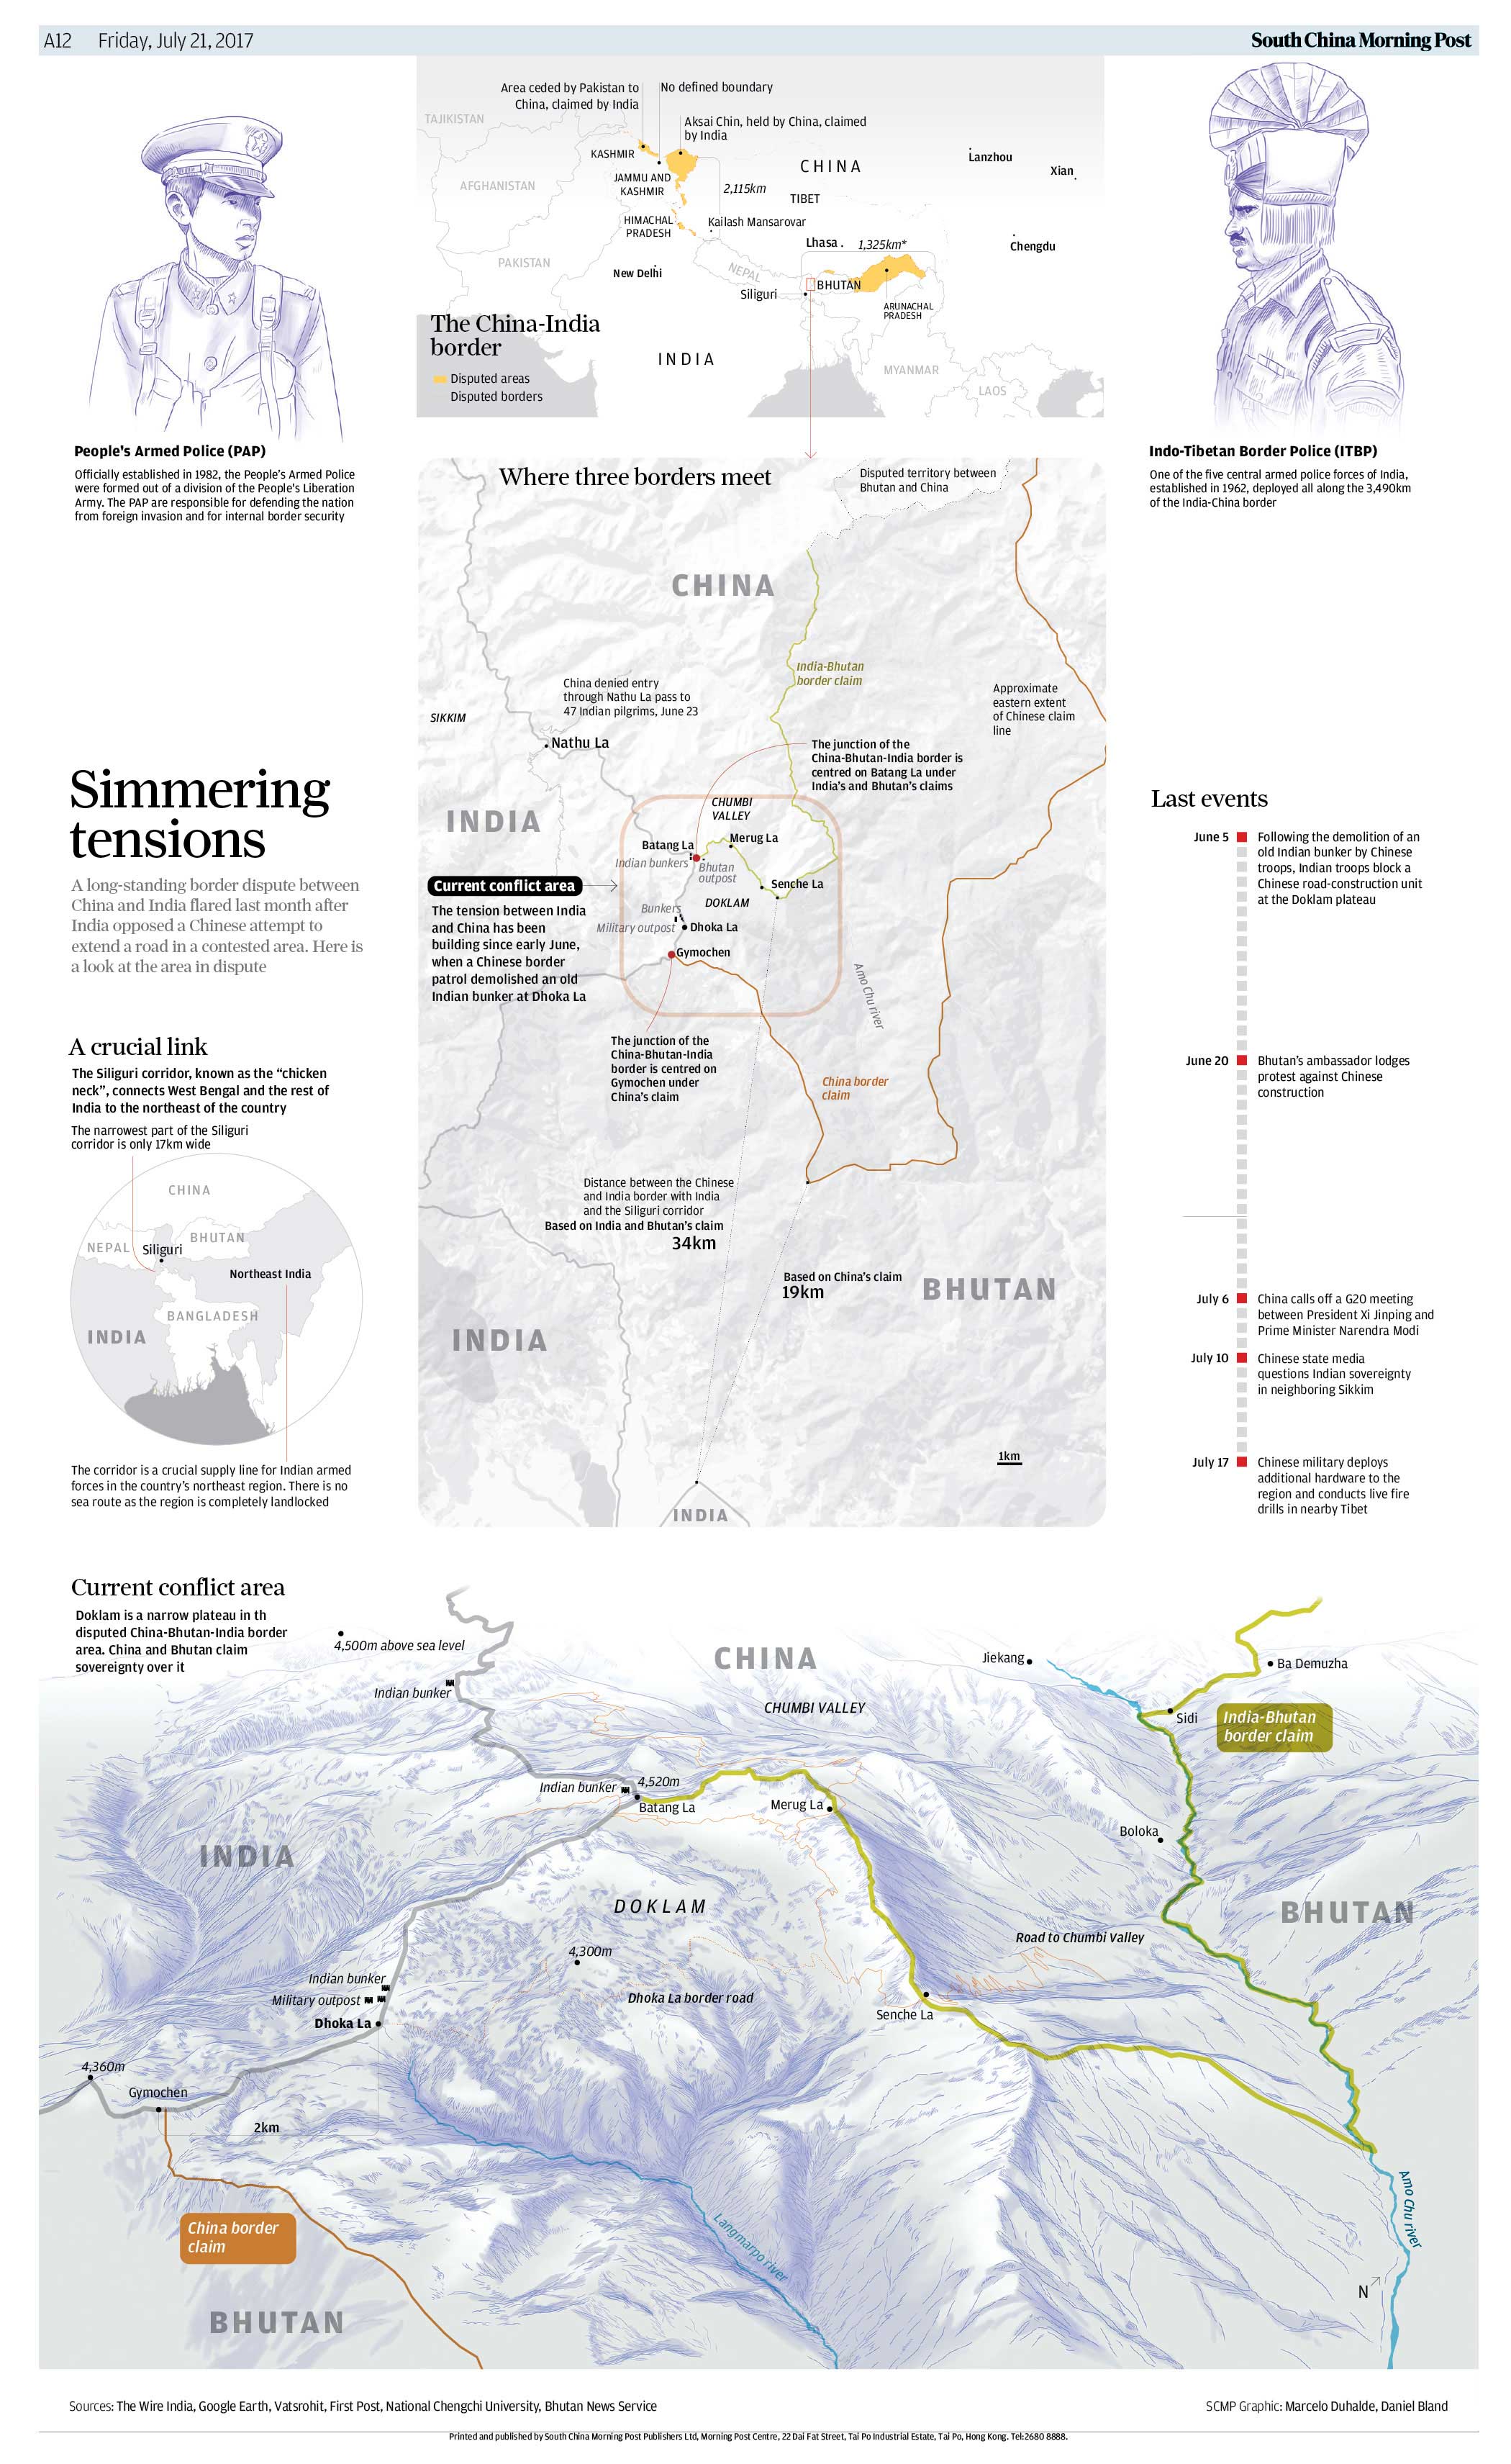 A12 Friday, July 21, 2017
South China Morning Post
Area ceded by Pakistan to
China, claimed by India
No defined boundary
Aksai Chin, held by China, claimed
by India
TAJIKISTAN
KASHMIR
CHINA
Lanzhou
Xian
AFGHANISTAN
JAMMU AND
KASHMIR
2,115km
TIBET
HIMACHAL
PRADESH
Kailash Mansarovar
Lhasa
1,325km*
Chengdu
PAKISTAN
New Delhi
NEPAL
Siliguri
BHUTAN
ARUNACHAL
PRADESH
The China-India
border
INDIA
MYANMAR
LAOS
Disputed areas
Disputed borders
People's Armed Police (PAP)
Officially established in 1982, the People's Armed Police
were formed out of a division of the People's Liberation
Army. The PAP are responsible for defending the nation
from foreign invasion and for internal border security
Indo-Tibetan Border Police (ITBP)
One of the five central armed police forces of India,
established in 1962, deployed all along the 3,490km
of the India-China border
Simmering
tensions
A long-standing border dispute between
China and India flared last month after
India opposed a Chinese attempt to
extend a road in a contested area. Here is
a look at the area in dispute
A crucial link
The Siliguri corridor, known as the “chicken
neck”, connects West Bengal and the rest of
India to the northeast of the country
The narrowest part of the Siliguri
corridor is only 17km wide
CHINA
NEPAL
Siliguri
BHUTAN
Northeast India
BANGLADESH
INDIA
The corridor is a crucial supply line for Indian armed
forces in the country's northeast region. There is no
sea route as the region is completely landlocked
Where three borders meet
Disputed territory between
Bhutan and China
CHINA
India-Bhutan
border claim
China denied entry
through Nathu La pass to
47 Indian pilgrims, June 23
Approximate
eastern extent
of Chinese claim
line
SIKKIM
Nathu La
The junction of the
China-Bhutan-India border is
centred on Batang La under
India's and Bhutan's claims
INDIA
CHUMBI
VALLEY
Batang La
Merug La
Indian bunkers
Bhutan
outpost
Senche La
Current conflict area
The tension between India
and China has been
building since early June,
when a Chinese border
patrol demolished an old
Indian bunker at Dhoka La
DOKLAM
Bunkers
Military outpost
Dhoka La
Gymochen
Amo Chu river
The junction of the
China-Bhutan-India
border is centred on
Gymochen under
China's claim
China border
claim
Distance between the Chinese
and India border with India
and the Siliguri corridor
Based on India and Bhutan's claim
34km
Based on China's claim
19km
BHUTAN
INDIA
1km
INDIA
Last events
June 5
Following the demolition of an
old Indian bunker by Chinese
troops, Indian troops block a
Chinese road-construction unit
at the Doklam plateau
June 20
Bhutan's ambassador lodges
protest against Chinese
construction
July 6
China calls off a G20 meeting
between President Xi Jinping and
Prime Minister Narendra Modi
July 10
Chinese state media
questions Indian sovereignty
in neighboring Sikkim
July 17
Chinese military deploys
additional hardware to the
region and conducts live fire
drills in nearby Tibet
Current conflict area
Doklam is a narrow plateau in th
disputed China-Bhutan-India border
area. China and Bhutan claim
sovereignty over it
4,500m above sea level
Indian bunker
CHINA
CHUMBI VALLEY
Jiekang
Ba Demuzha
Sidi
India-Bhutan
border claim
Indian bunker
4,520m
Batang La
Merug La
Boloka
INDIA
DOKLAM
BHUTAN
Road to Chumbi Valley
4,300m
Indian bunker
Military outpost
Dhoka La
Dhoka La border road
Senche La
4,360m
Gymochen
2km
China border
claim
Langmarpo river
Amo Chu river
N
BHUTAN
Sources: The Wire India, Google Earth, Vatsrohit, First Post, National Chengchi University, Bhutan News Service
SCMP Graphic: Marcelo Duhalde, Daniel Bland
Printed and published by South China Morning Post Publishers Ltd, Morning Post Centre, 22 Dai Fat Street, Tai Po Industrial Estate, Tai Po, Hong Kong. Tel:2680 8888.